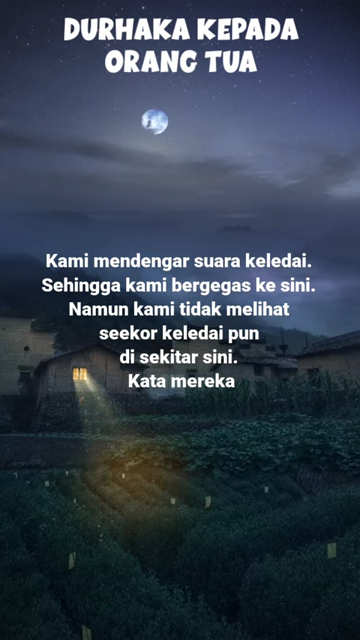 DURHAKA KEPADA
ORANG TUA
Kami mendengar suara keledai.
Sehingga kami bergegas ke sini.
Namun kami tidak melihat
seekor keledai pun
di sekitar sini.
Kata mereka